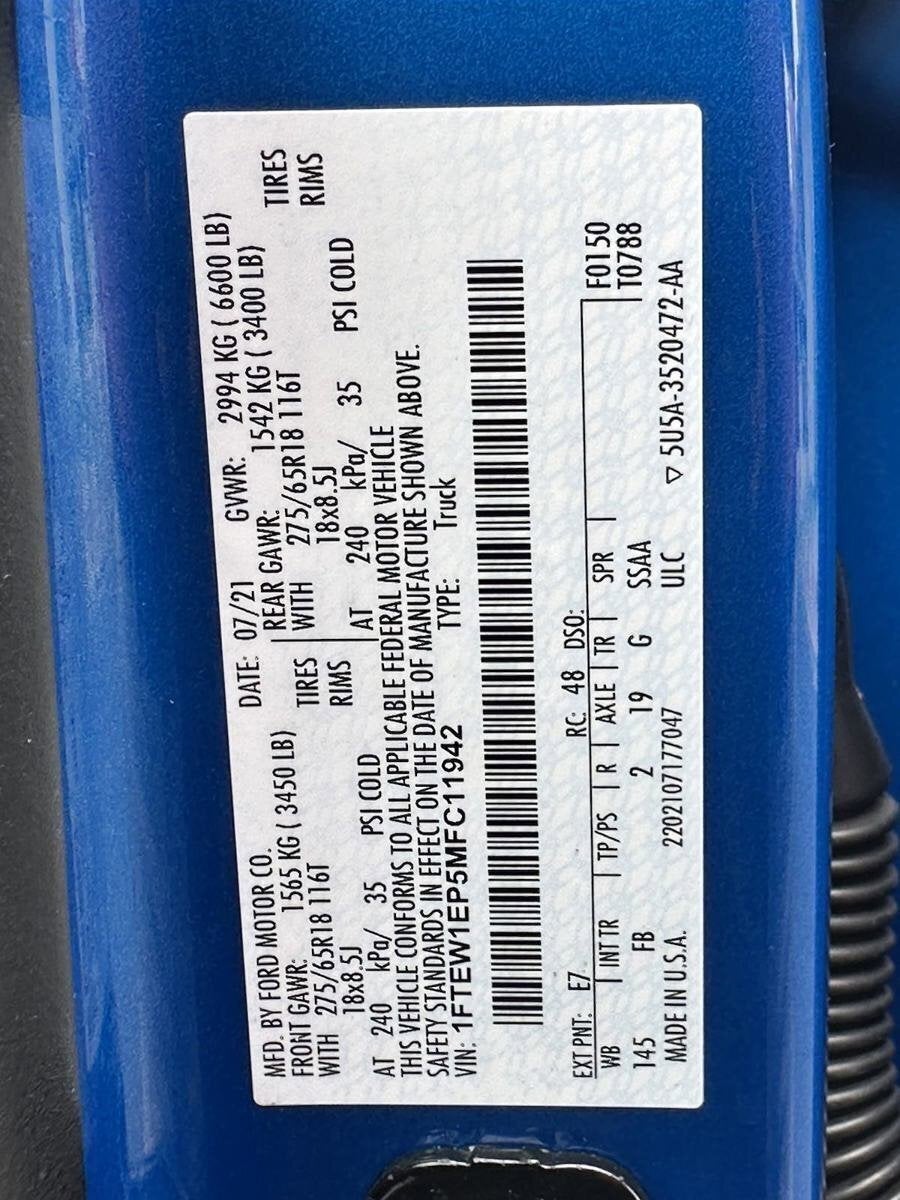 MFD. BY FORD MOTOR CO. DATE: 07/21 GVWR: 2994 KG ( 6600 LB)
FRONT GAWR: 1565 KG ( 3450 LB) REAR GAWR: 1542 KG ( 3400 LB)
WITH 275/65R18 116T TIRES WITH 275/65R18 116T TIRES
18x8.5J RIMS 18x8.5J RIMS
AT 240 kPa/ 35 PSI COLD AT 240 kPa/ 35 PSI COLD
THIS VEHICLE CONFORMS TO ALL APPLICABLE FEDERAL MOTOR VEHICLE
SAFETY STANDARDS IN EFFECT ON THE DATE OF MANUFACTURE SHOWN ABOVE.
VIN: 1FTEW1EP5MFC11942 TYPE: Truck
EXT PNT: E7 RC: 48 DSO: F0150
WB INT TR TP/PS R AXLE TR SPR T0788
145 FB 2 19 G SSAA
MADE IN U.S.A. 2202107177047 ULC ▽ 5U5A-3520472-AA